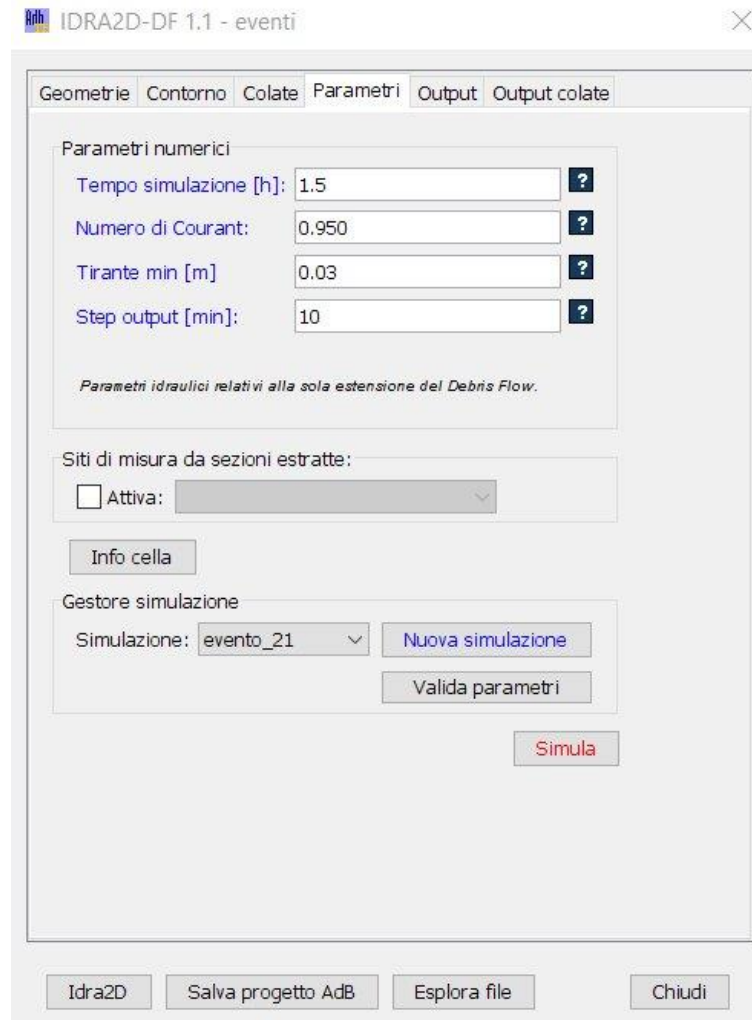 Adb IDRA2D-DF 1.1 - eventi
Geometrie Contorno Colate Parametri Output Output colate
Parametri numerici
Tempo simulazione [h]: 1.5 ?
Numero di Courant: 0.950 ?
Tirante min [m] 0.03 ?
Step output [min]: 10 ?
Parametri idraulici relativi alla sola estensione del Debris Flow.
Siti di misura da sezioni estratte:
Attiva:
Info cella
Gestore simulazione
Simulazione: evento_21 Nuova simulazione
Valida parametri
Simula
Idra2D Salva progetto AdB Esplora file Chiudi